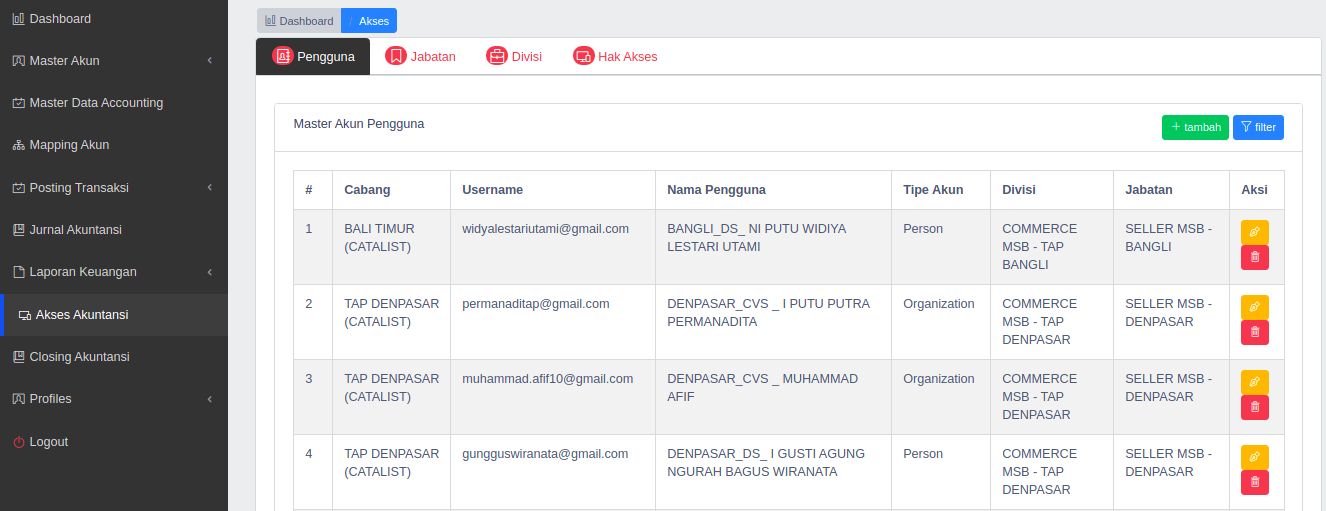 Dashboard
Master Akun
Master Data Accounting
Mapping Akun
Posting Transaksi
Jurnal Akuntansi
Laporan Keuangan
Akses Akuntansi
Closing Akuntansi
Profiles
Logout
Dashboard / Akses
Pengguna Jabatan Divisi Hak Akses
Master Akun Pengguna
+ tambah filter
# Cabang Username Nama Pengguna Tipe Akun Divisi Jabatan Aksi
1 BALI TIMUR widyalestariutami@gmail.com BANGLI_DS_ NI PUTU WIDIYA Person COMMERCE SELLER MSB -
(CATALIST) LESTARI UTAMI MSB - TAP BANGLI
BANGLI
2 TAP DENPASAR permanaditap@gmail.com DENPASAR_CVS _ I PUTU PUTRA Organization COMMERCE SELLER MSB -
(CATALIST) PERMANADITA MSB - TAP DENPASAR
DENPASAR
3 TAP DENPASAR muhammad.afif10@gmail.com DENPASAR_CVS _ MUHAMMAD Organization COMMERCE SELLER MSB -
(CATALIST) AFIF MSB - TAP DENPASAR
DENPASAR
4 TAP DENPASAR gungguswiranata@gmail.com DENPASAR_DS_ I GUSTI AGUNG Person COMMERCE SELLER MSB -
(CATALIST) NGURAH BAGUS WIRANATA MSB - TAP DENPASAR
DENPASAR